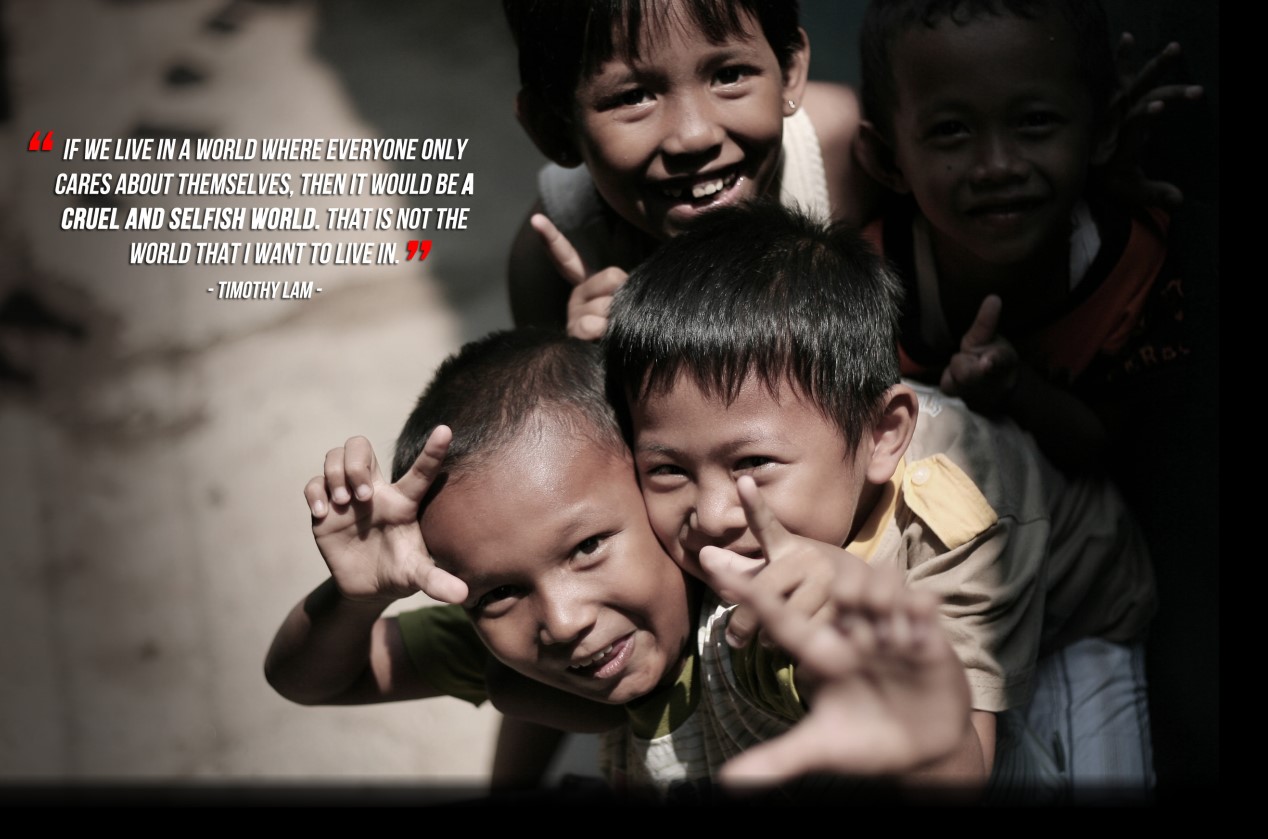 “ IF WE LIVE IN A WORLD WHERE EVERYONE ONLY
CARES ABOUT THEMSELVES, THEN IT WOULD BE A
CRUEL AND SELFISH WORLD. THAT IS NOT THE
WORLD THAT I WANT TO LIVE IN. ”
- TIMOTHY LAM -